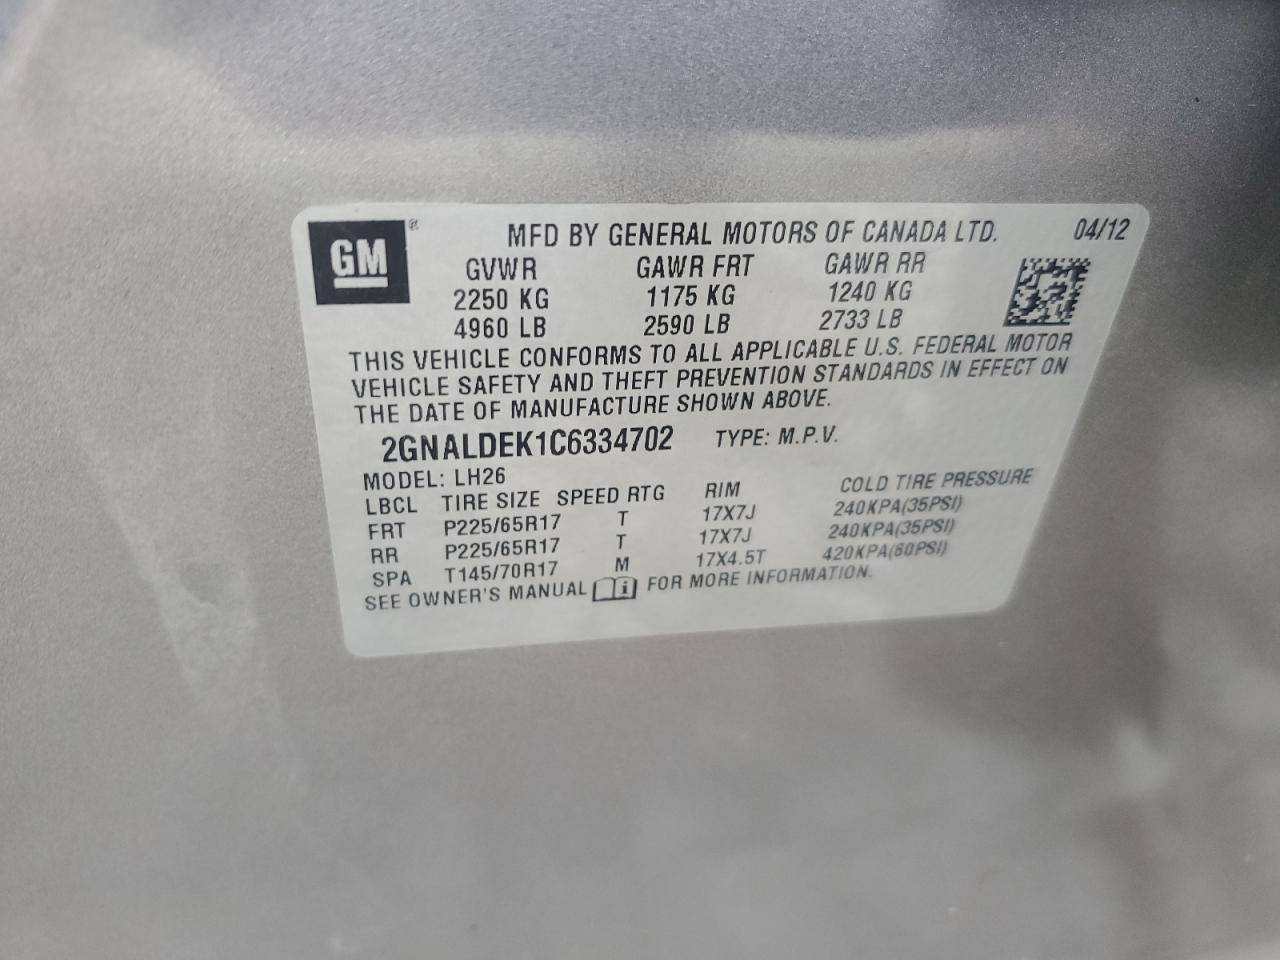 GM ®
MFD BY GENERAL MOTORS OF CANADA LTD. 04/12
GVWR GAWR FRT GAWR RR
2250 KG 1175 KG 1240 KG
4960 LB 2590 LB 2733 LB
THIS VEHICLE CONFORMS TO ALL APPLICABLE U.S. FEDERAL MOTOR
VEHICLE SAFETY AND THEFT PREVENTION STANDARDS IN EFFECT ON
THE DATE OF MANUFACTURE SHOWN ABOVE.
2GNALDEK1C6334702 TYPE: M.P.V.
MODEL: LH26
LBCL TIRE SIZE SPEED RTG RIM COLD TIRE PRESSURE
FRT P225/65R17 T 17X7J 240KPA(35PSI)
RR P225/65R17 T 17X7J 240KPA(35PSI)
SPA T145/70R17 M 17X4.5T 420KPA(60PSI)
SEE OWNER'S MANUAL i FOR MORE INFORMATION.